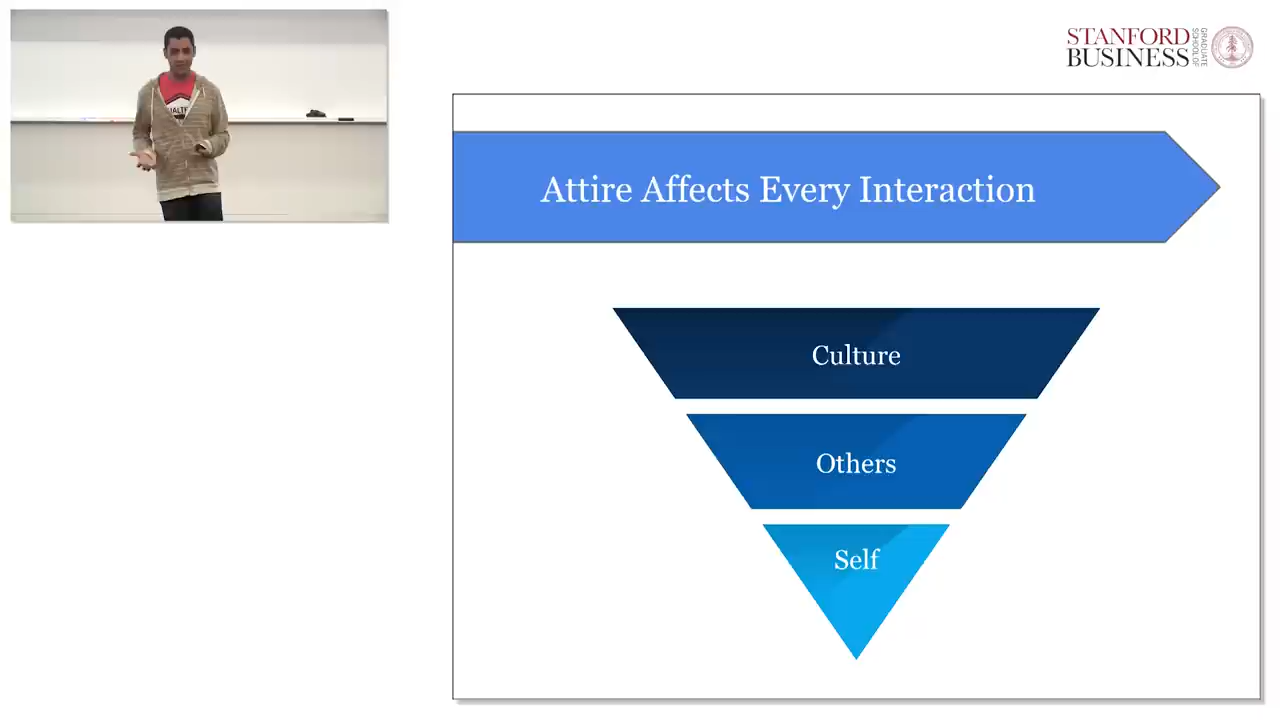 STANFORD
BUSINESS
GRADUATE
SCHOOL OF
Attire Affects Every Interaction
Culture
Others
Self